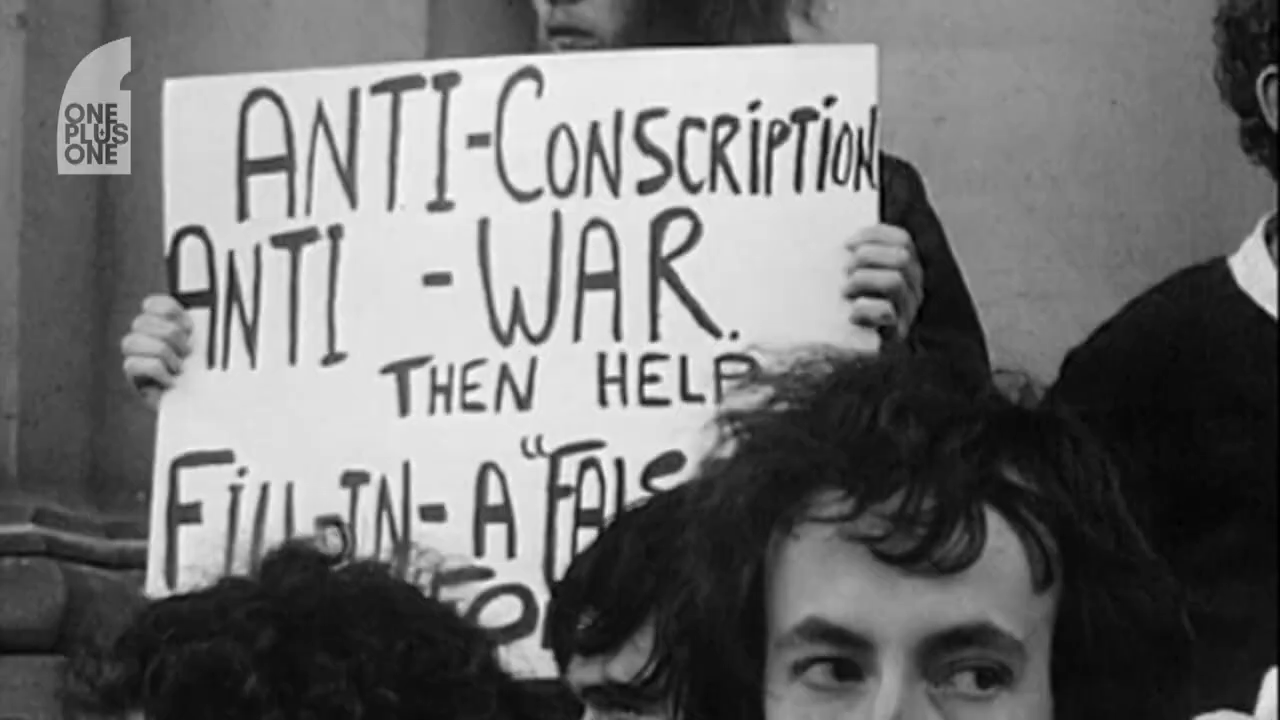 ONE
PLUS
ONE
ANTI-CONSCRIPTION
ANTI-WAR.
THEN HELP
FILL-IN-A